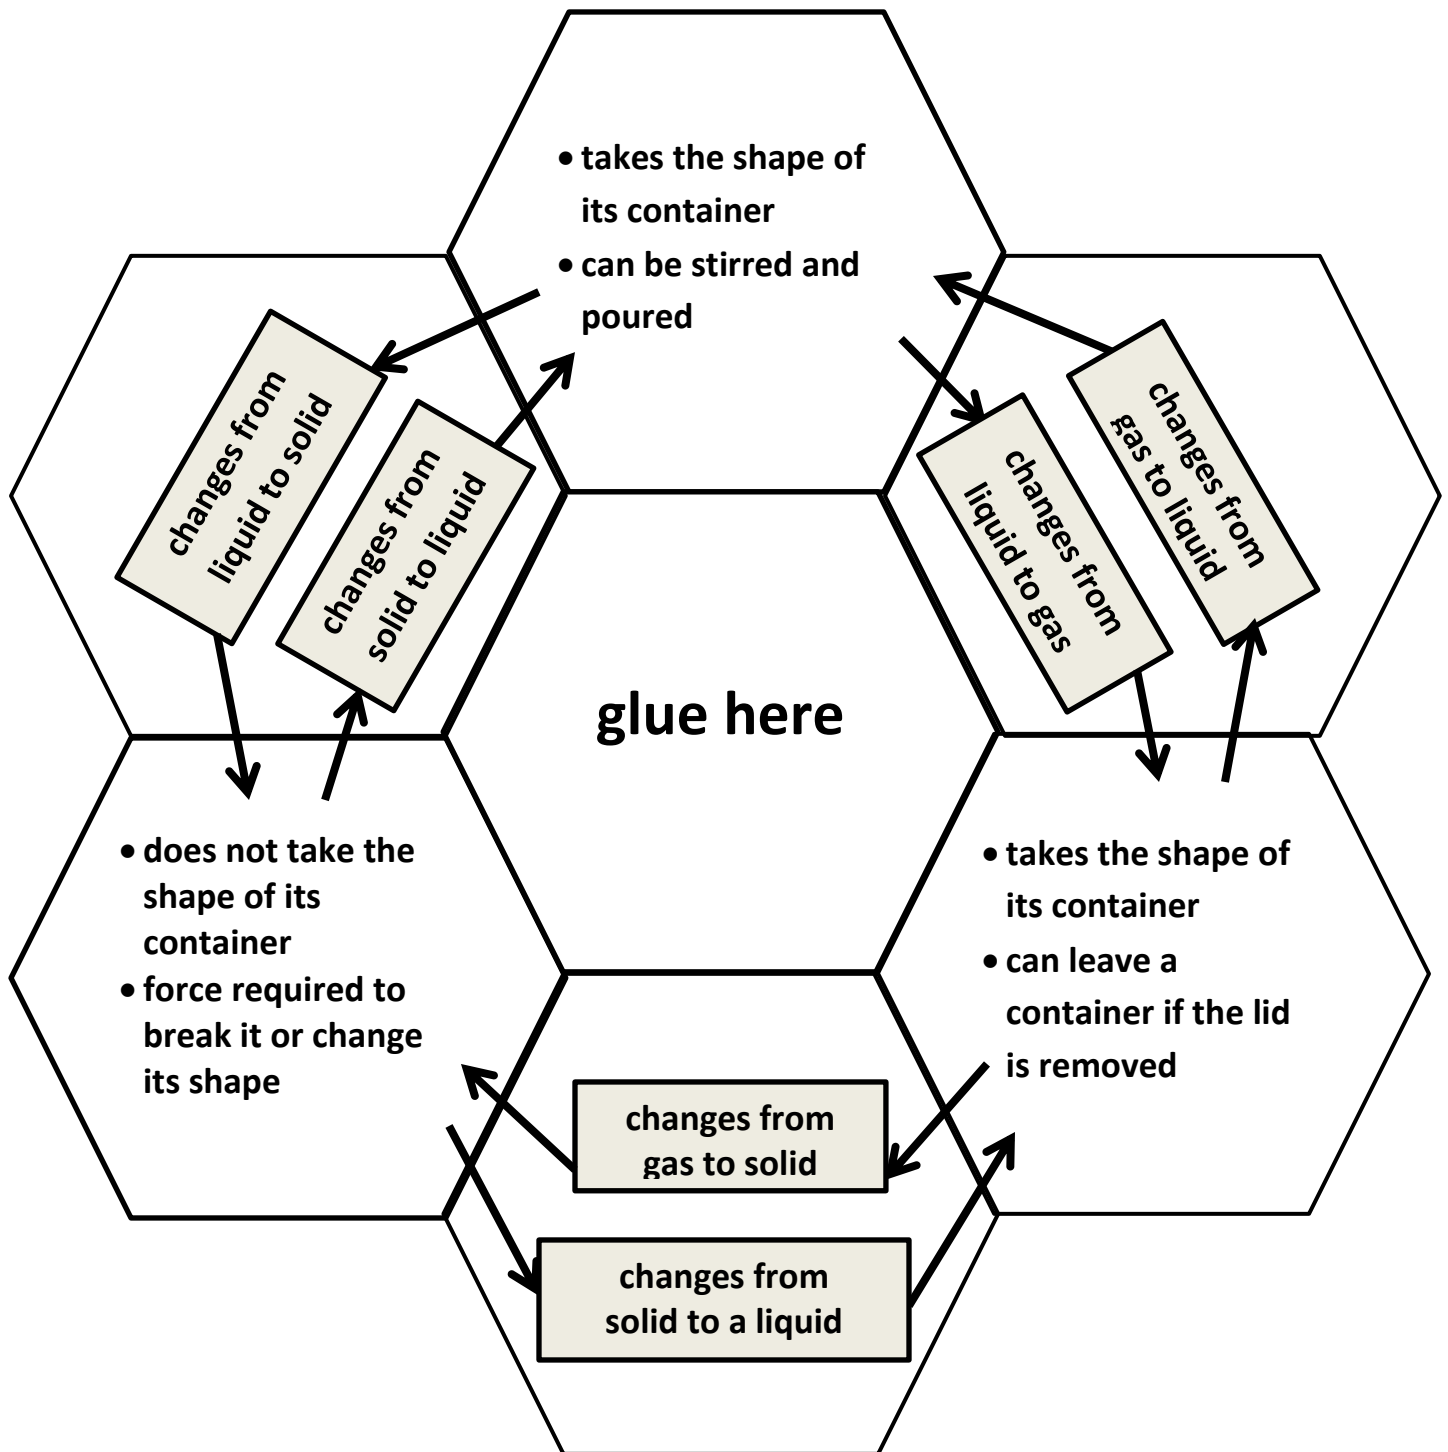 • takes the shape of
its container
• can be stirred and
poured
changes from
liquid to solid
changes from
solid to liquid
changes from
liquid to gas
changes from
gas to liquid
glue here
• does not take the
shape of its
container
• force required to
break it or change
its shape
• takes the shape of
its container
• can leave a
container if the lid
is removed
changes from
gas to solid
changes from
solid to a liquid